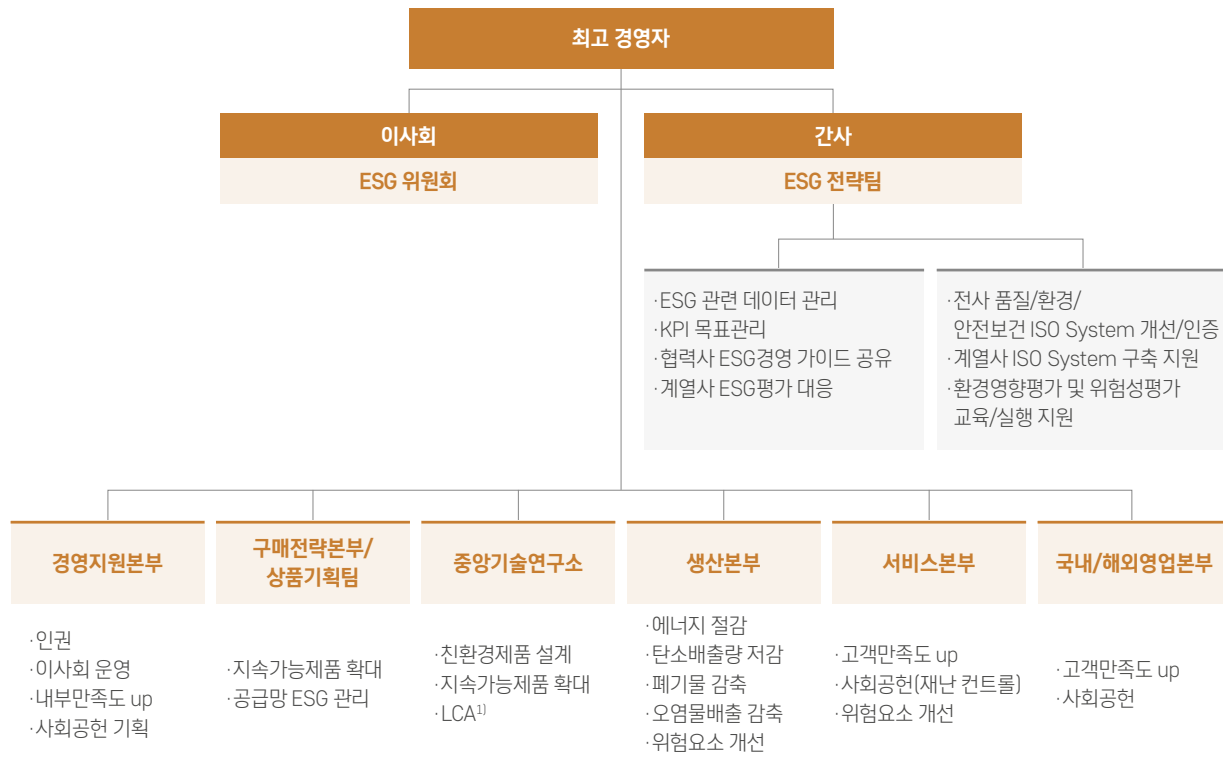 최고 경영자
이사회
ESG 위원회
간사
ESG 전략팀
·ESG 관련 데이터 관리
·KPI 목표관리
·협력사 ESG경영 가이드 공유
·계열사 ESG평가 대응
·전사 품질/환경/
안전보건 ISO System 개선/인증
·계열사 ISO System 구축 지원
·환경영향평가 및 위험성평가
교육/실행 지원
경영지원본부
·인권
·이사회 운영
·내부만족도 up
·사회공헌 기획
구매전략본부/
상품기획팀
·지속가능제품 확대
·공급망 ESG 관리
중앙기술연구소
·친환경제품 설계
·지속가능제품 확대
·LCA1)
생산본부
·에너지 절감
·탄소배출량 저감
·폐기물 감축
·오염물배출 감축
·위험요소 개선
서비스본부
·고객만족도 up
·사회공헌(재난 컨트롤)
·위험요소 개선
국내/해외영업본부
·고객만족도 up
·사회공헌